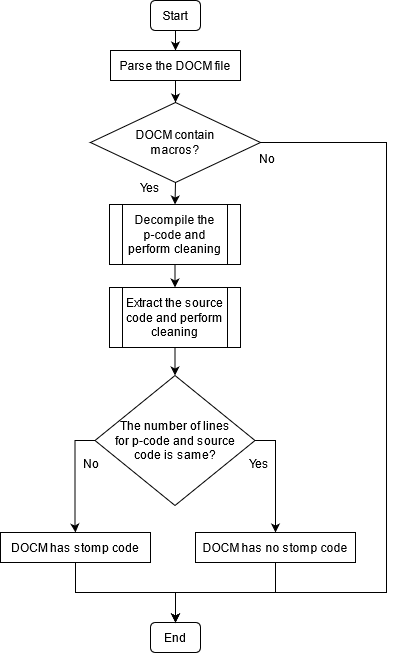 Start
Parse the DOCM file
DOCM contain
macros?
No
Yes
Decompile the
p-code and
perform cleaning
Extract the source
code and perform
cleaning
The number of lines
for p-code and source
code is same?
No
Yes
DOCM has stomp code
DOCM has no stomp code
End